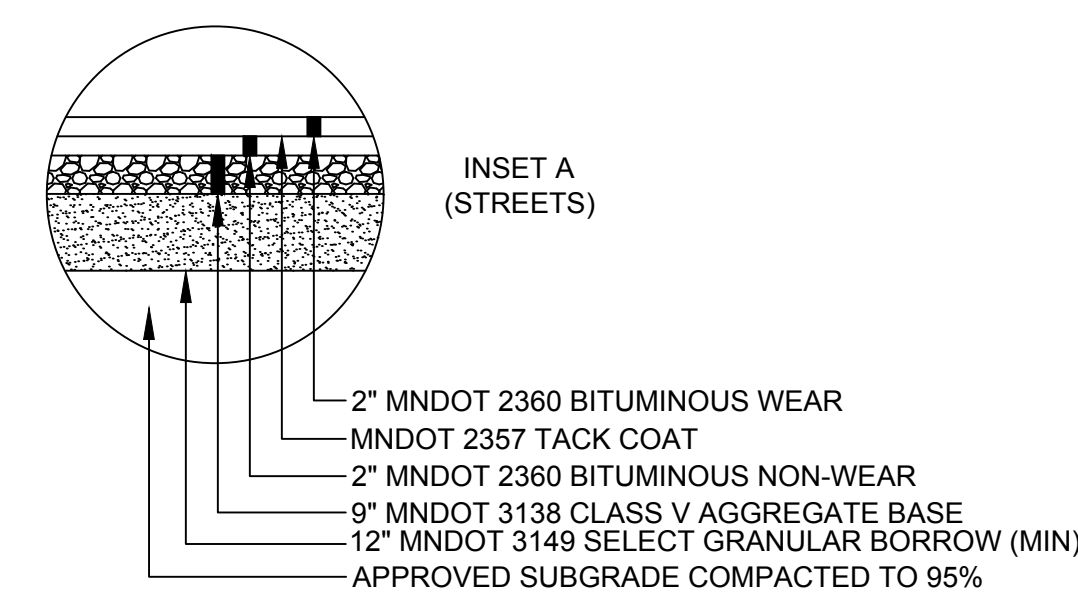 INSET A
(STREETS)
2" MNDOT 2360 BITUMINOUS WEAR
MNDOT 2357 TACK COAT
2" MNDOT 2360 BITUMINOUS NON-WEAR
9" MNDOT 3138 CLASS V AGGREGATE BASE
12" MNDOT 3149 SELECT GRANULAR BORROW (MIN)
APPROVED SUBGRADE COMPACTED TO 95%